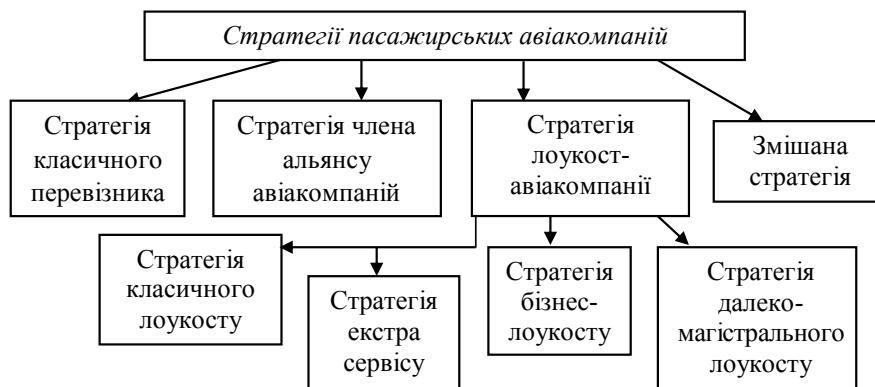 Стратегії пасажирських авіакомпаній
Стратегія
класичного
перевізника
Стратегія члена
альянсу
авіакомпаній
Стратегія
лоукост-
авіакомпанії
Змішана
стратегія
Стратегія
класичного
лоукосту
Стратегія
екстра
сервісу
Стратегія
бізнес-
лоукосту
Стратегія
далеко-
магістрального
лоукосту